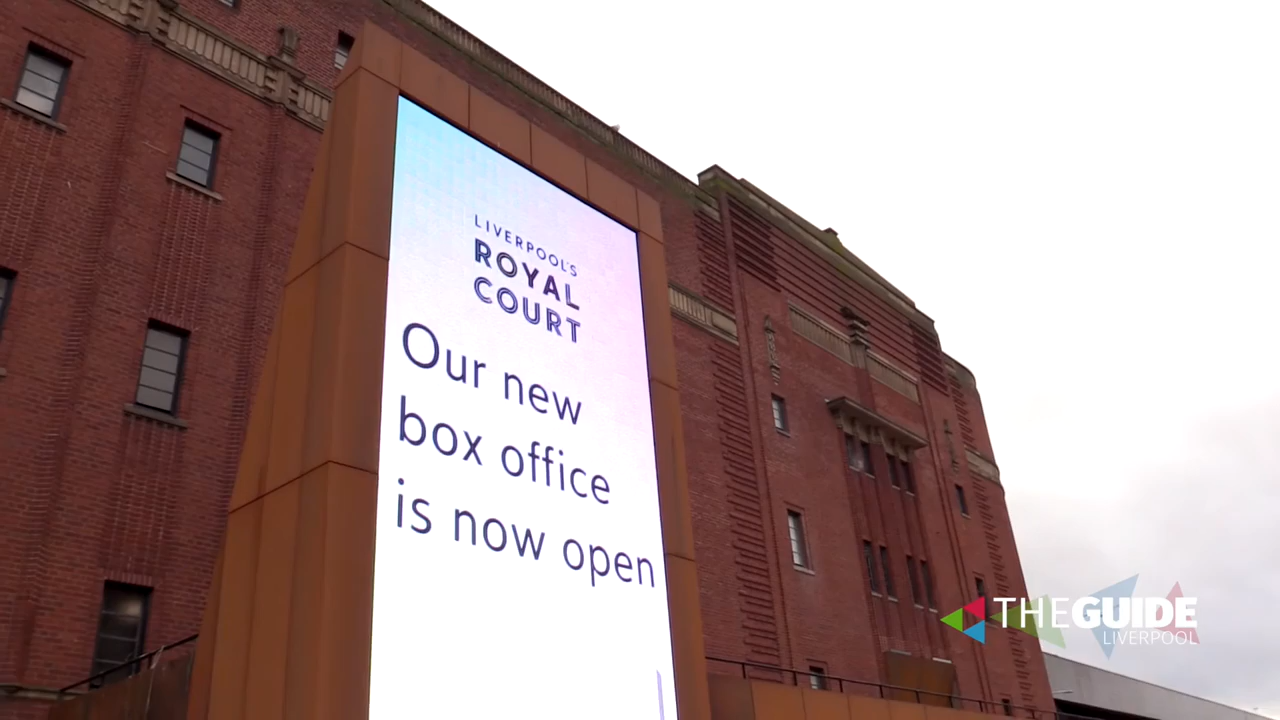 LIVERPOOL'S
ROYAL
COURT
Our new
box office
is now open
THEGUIDE
LIVERPOOL